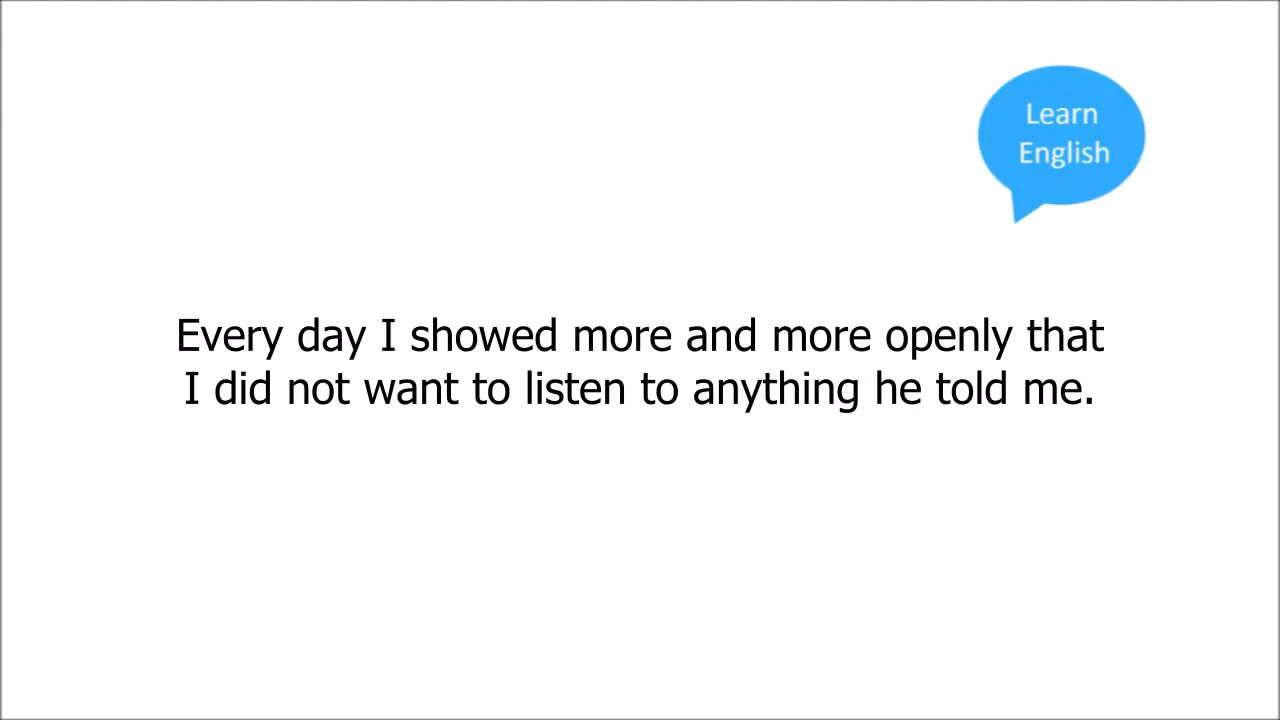 Learn
English
Every day I showed more and more openly that
I did not want to listen to anything he told me.